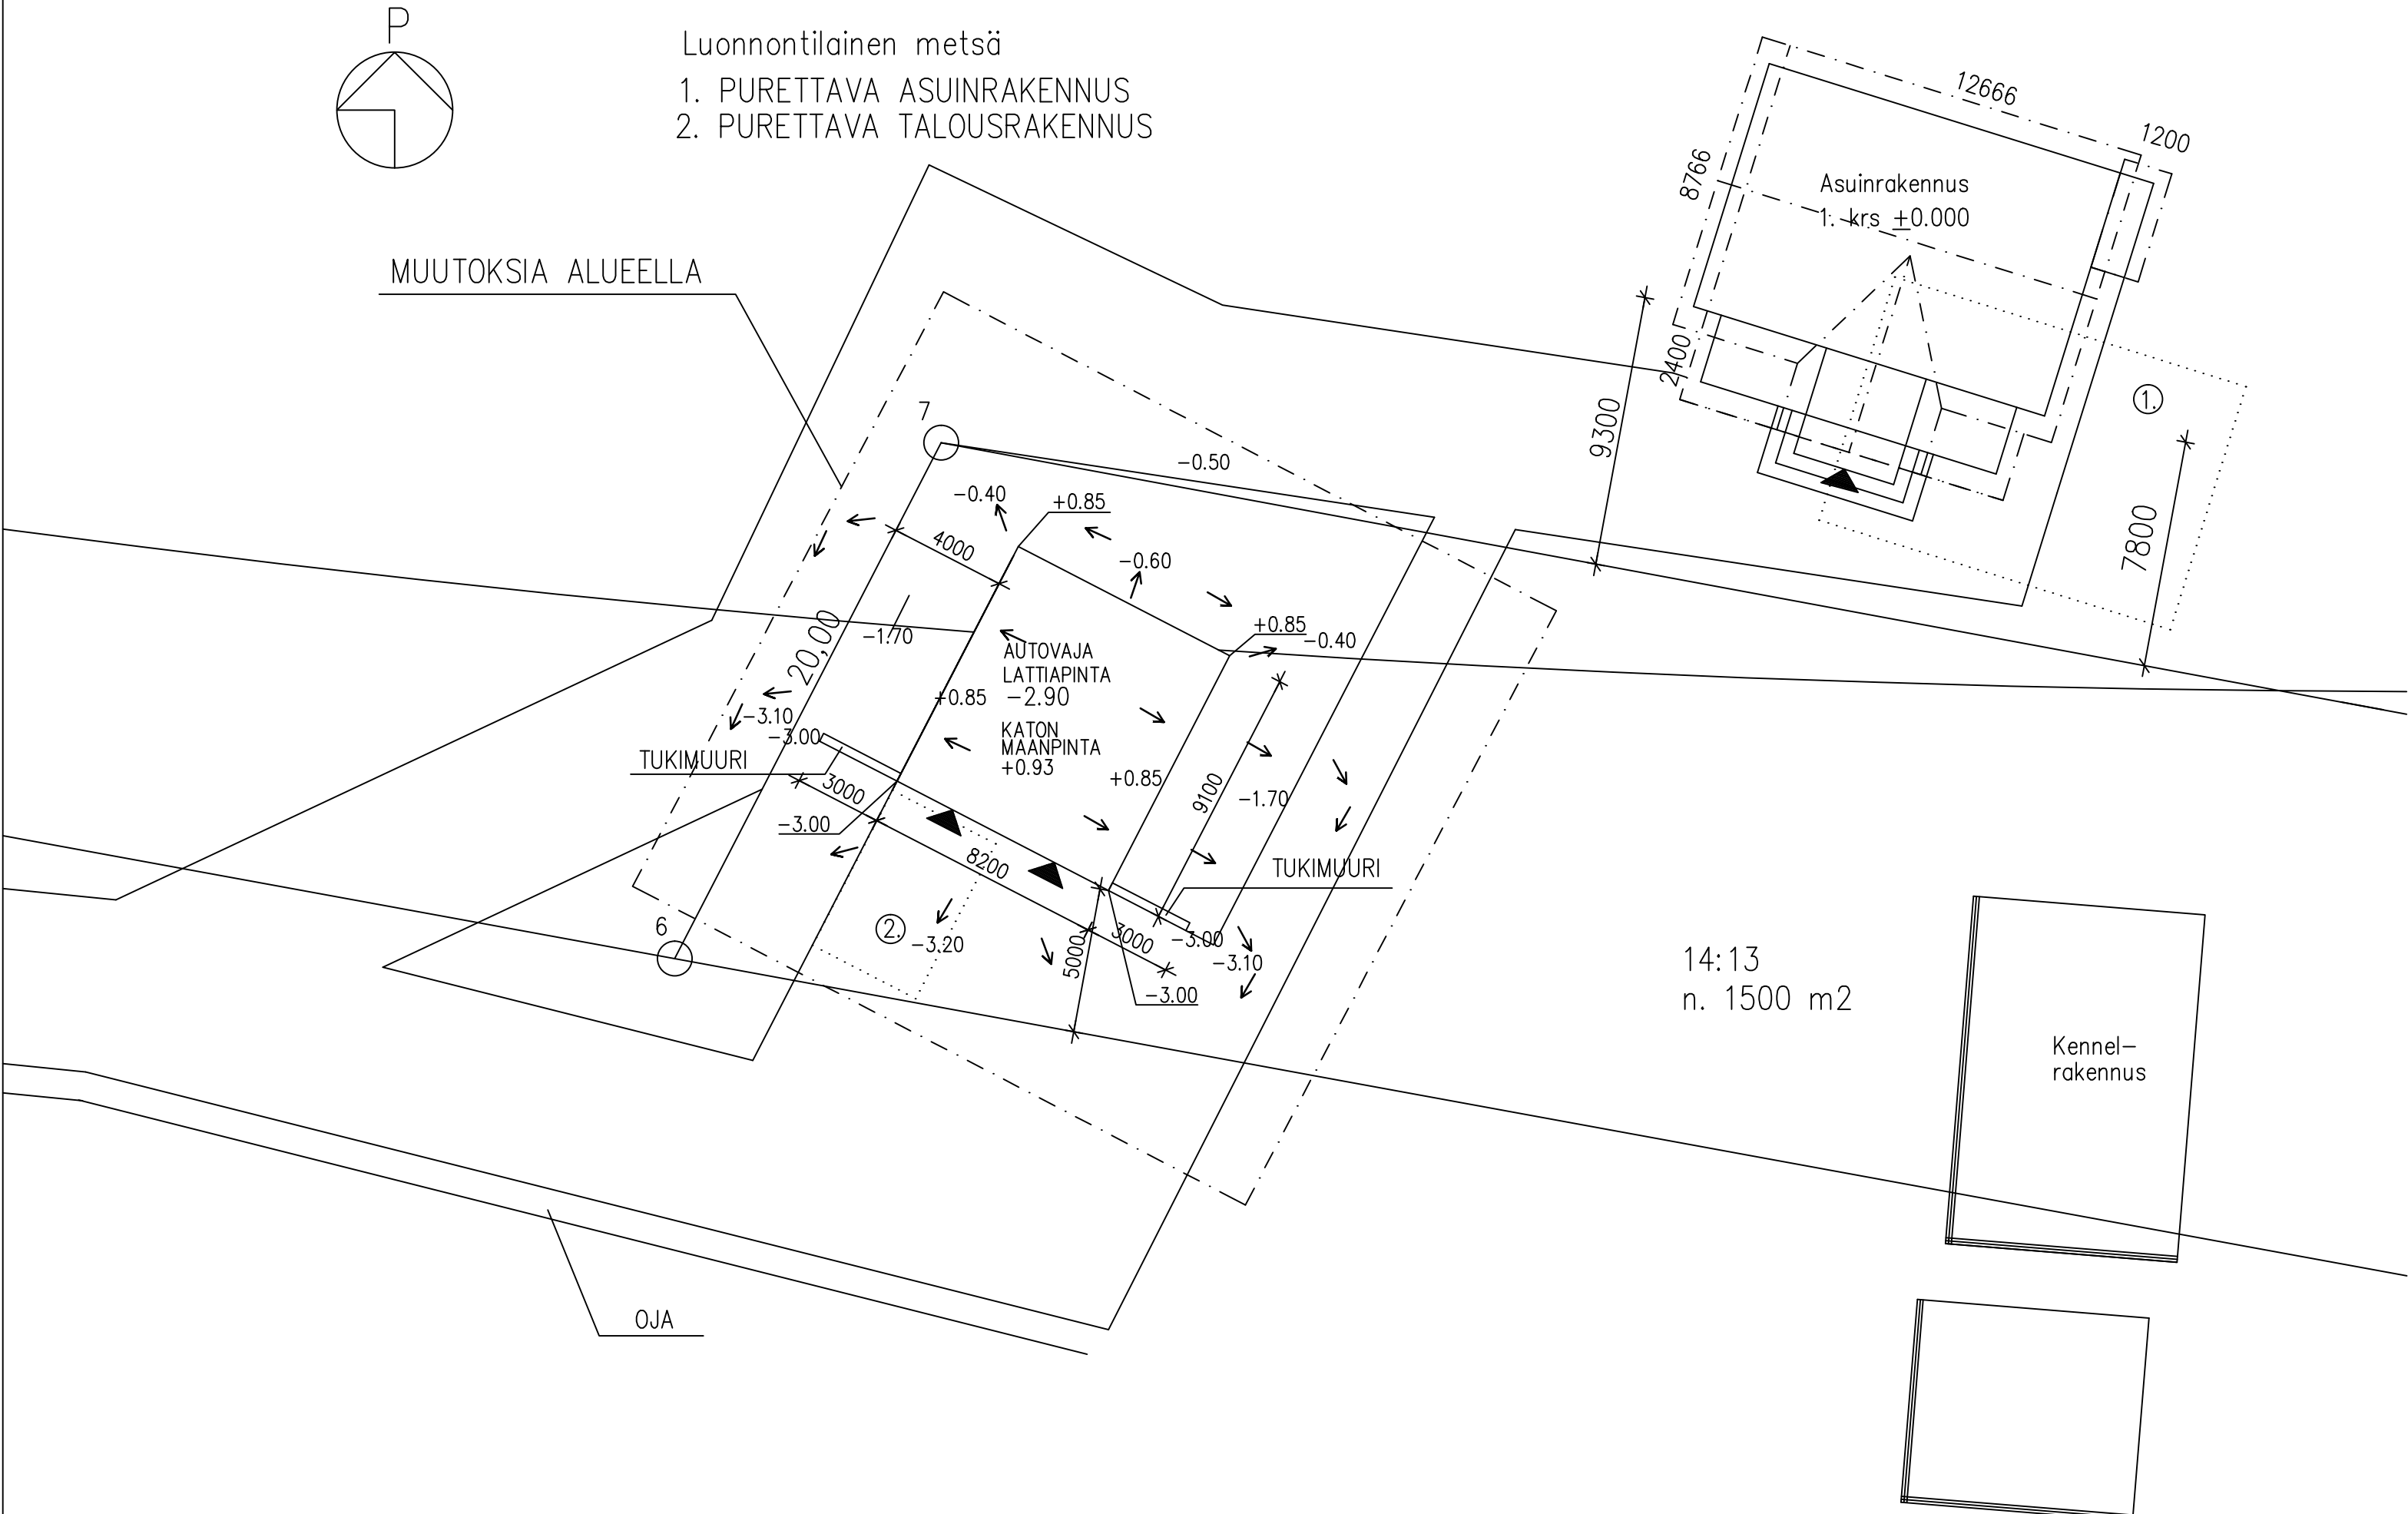 P
Luonnontilainen metsä
1. PURETTAVA ASUINRAKENNUS
2. PURETTAVA TALOUSRAKENNUS
12666
1200
8766
Asuinrakennus
1. krs ±0.000
MUUTOKSIA ALUEELLA
2400
9300
1.
7800
7
-0.50
-0.40
+0.85
4000
-0.60
+0.85
-0.40
20,00
-1.70
AUTOVAJA
LATTIAPINTA
-2.90
+0.85
KATON
MAANPINTA
+0.93
-3.10
-3.00
TUKIMUURI
+0.85
9100
-1.70
3000
-3.00
8200
TUKIMUURI
6
2.
-3.20
5000
3000
-3.00
-3.10
-3.00
14:13
n. 1500 m2
Kennel-
rakennus
OJA